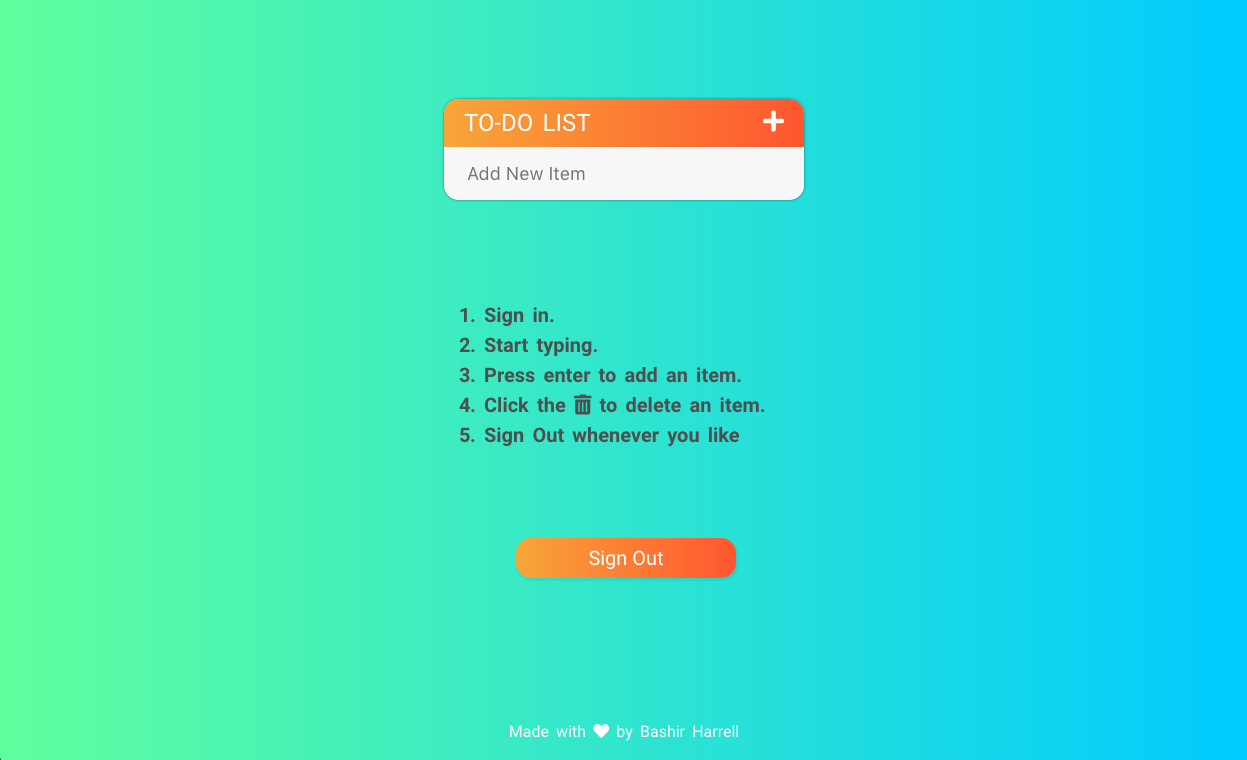 TO-DO LIST
Add New Item
1. Sign in.
2. Start typing.
3. Press enter to add an item.
4. Click the to delete an item.
5. Sign Out whenever you like
Sign Out
Made with by Bashir Harrell